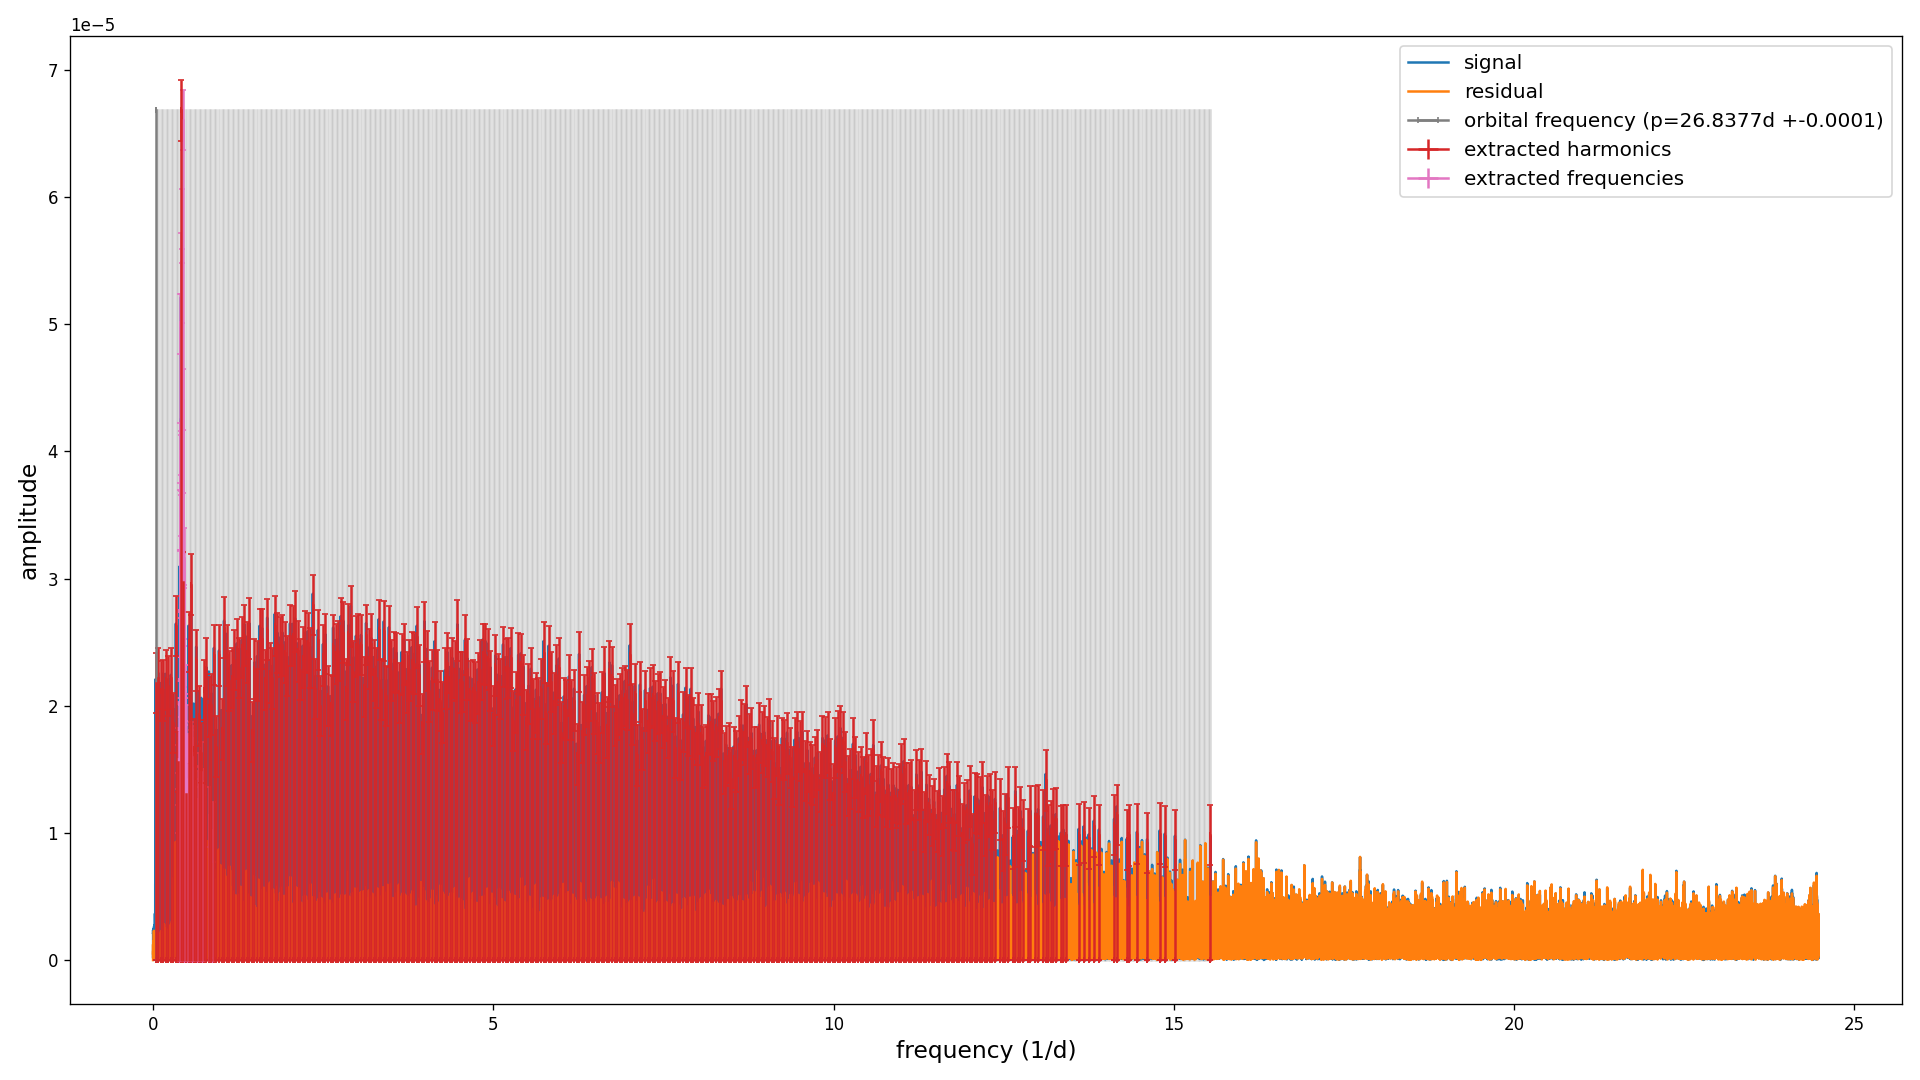 1e−5
7
6
5
4
3
2
1
0
amplitude
signal
residual
orbital frequency (p=26.8377d +-0.0001)
extracted harmonics
extracted frequencies
0 5 10 15 20 25
frequency (1/d)